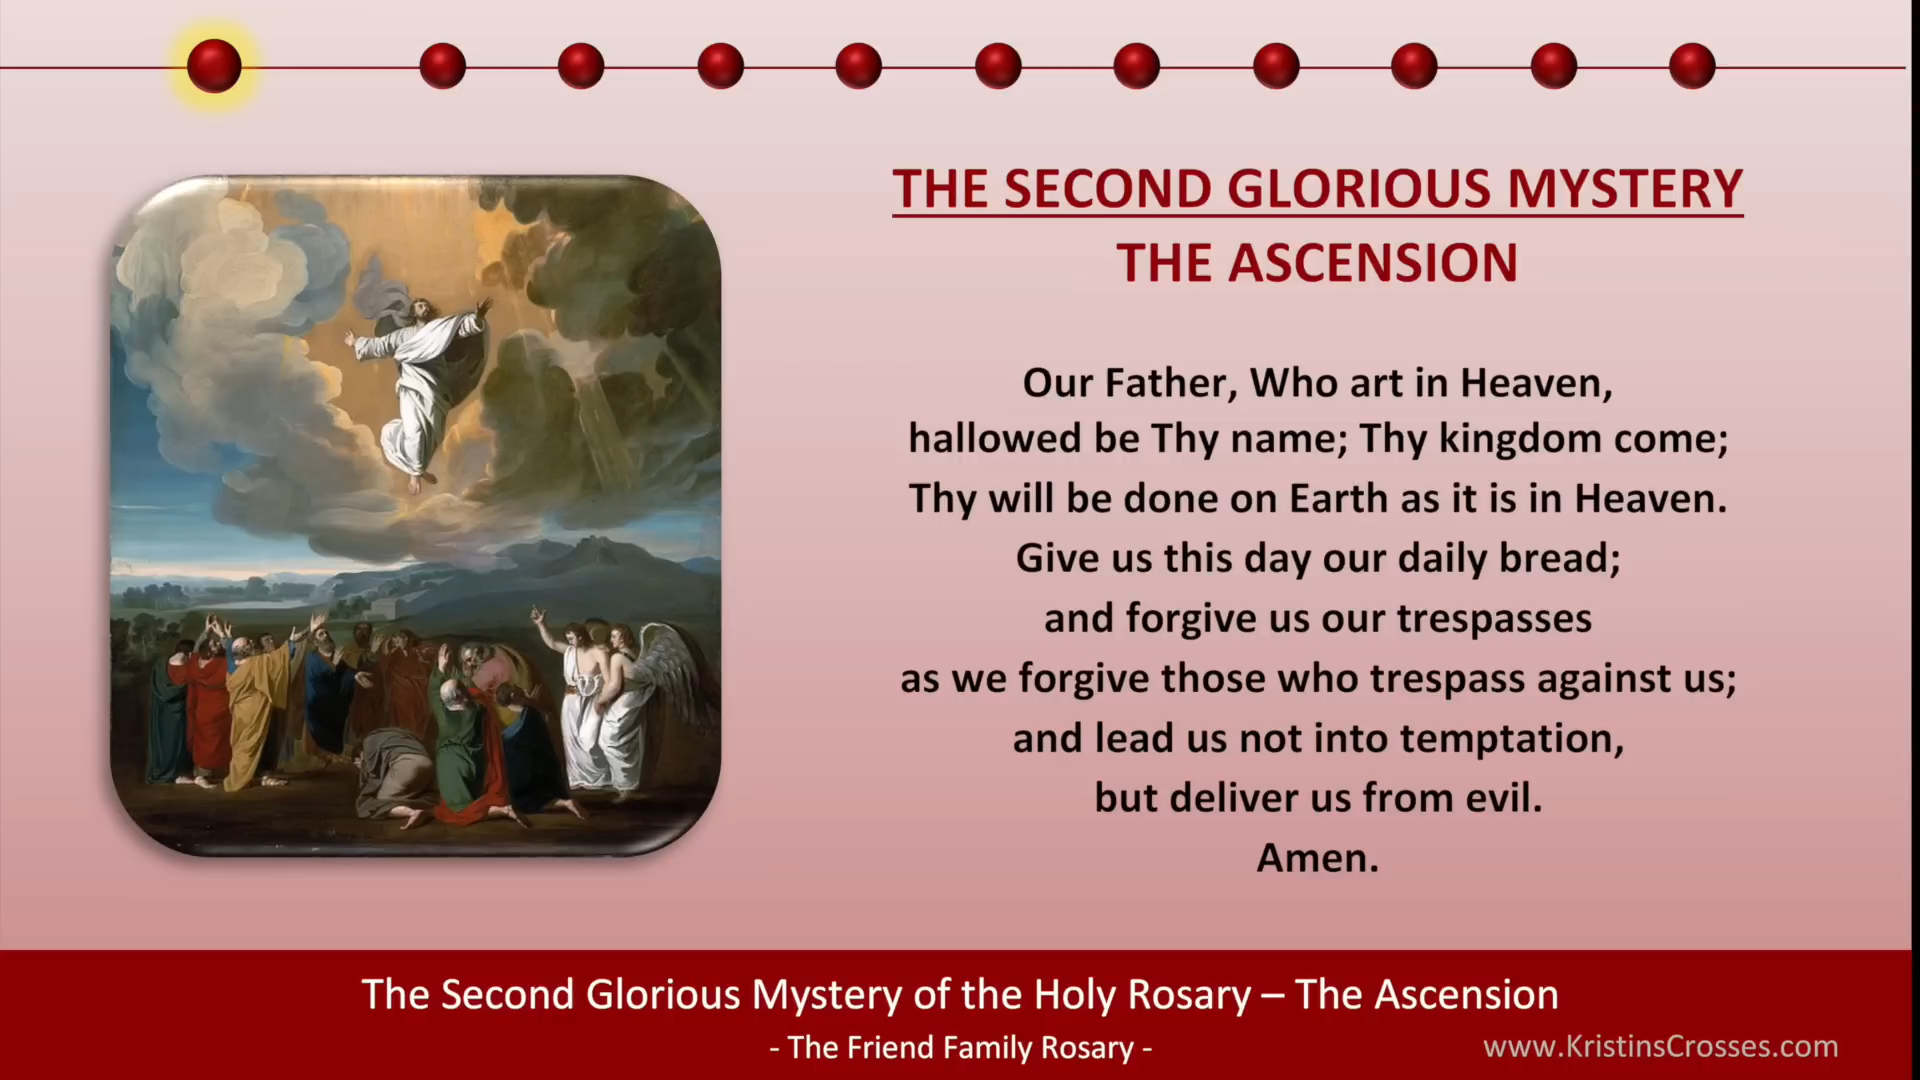 THE SECOND GLORIOUS MYSTERY
THE ASCENSION
Our Father, Who art in Heaven,
hallowed be Thy name; Thy kingdom come;
Thy will be done on Earth as it is in Heaven.
Give us this day our daily bread;
and forgive us our trespasses
as we forgive those who trespass against us;
and lead us not into temptation,
but deliver us from evil.
Amen.
The Second Glorious Mystery of the Holy Rosary – The Ascension
- The Friend Family Rosary -
www.KristinsCrosses.com